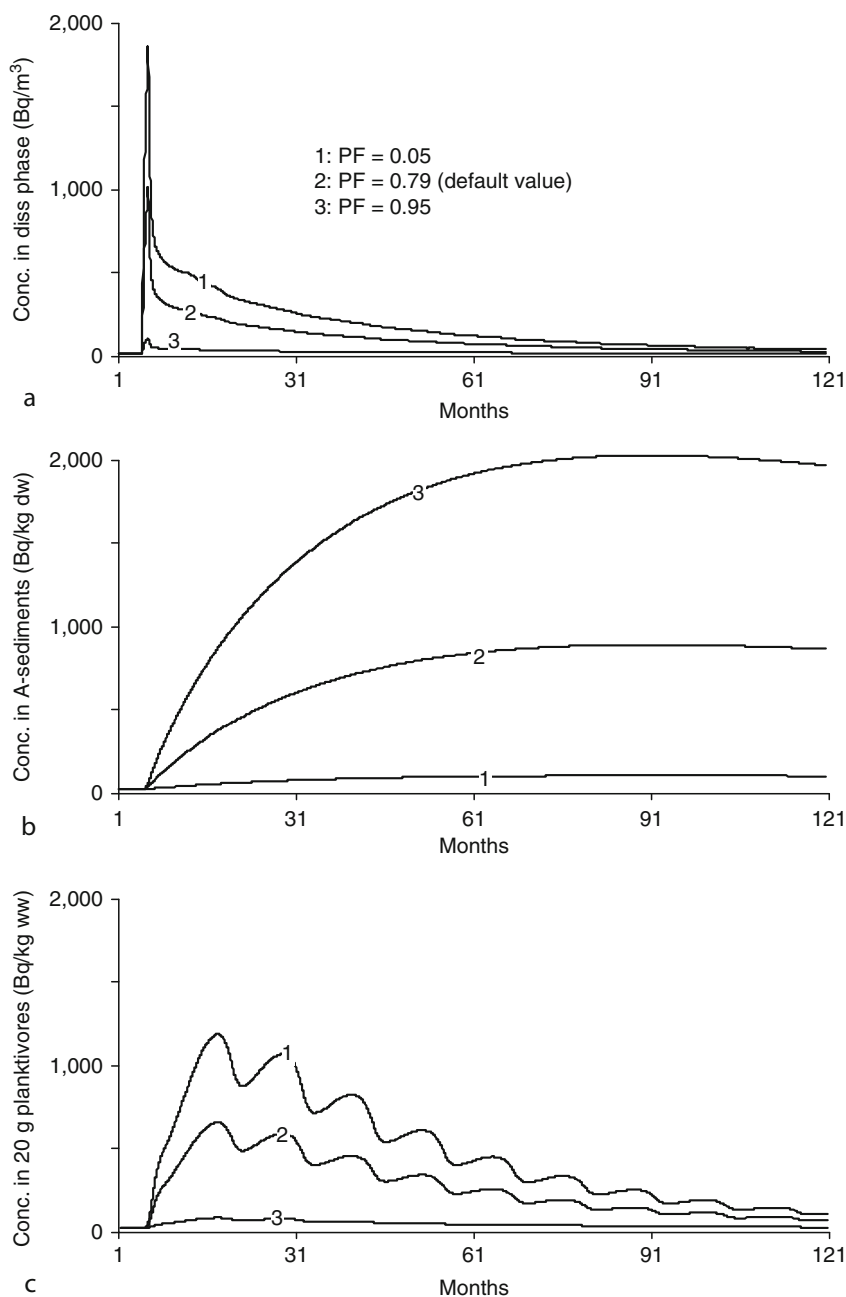 2,000
1,000
0
Conc. in diss phase (Bq/m³)
1: PF = 0.05
2: PF = 0.79 (default value)
3: PF = 0.95
1
2
3
1 31 61 91 121
Months
a
2,000
1,000
0
Conc. in A-sediments (Bq/kg dw)
3
2
1
1 31 61 91 121
Months
b
2,000
1,000
0
Conc. in 20 g planktivores (Bq/kg ww)
1
2
3
1 31 61 91 121
Months
c